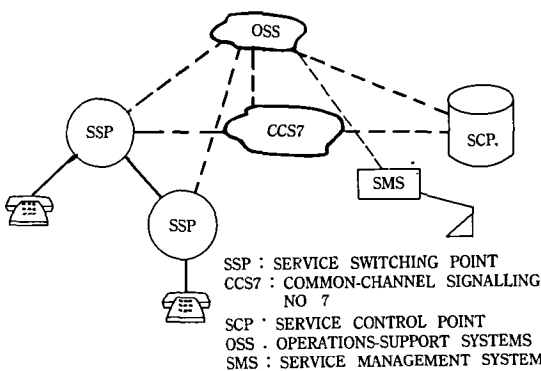 OSS
SSP
CCS7
SCP.
SMS
SSP
SSP : SERVICE SWITCHING POINT
CCS7 : COMMON-CHANNEL SIGNALLING
NO 7
SCP · SERVICE CONTROL POINT
OSS . OPERATIONS-SUPPORT SYSTEMS
SMS : SERVICE MANAGEMENT SYSTEM